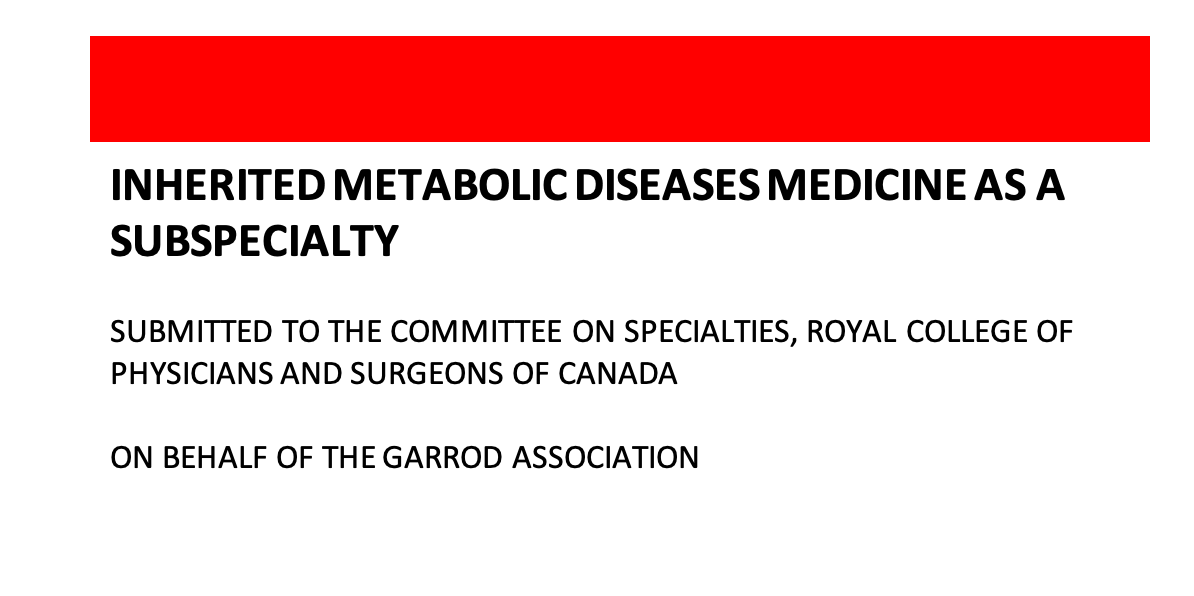 INHERITED METABOLIC DISEASES MEDICINE AS A
SUBSPECIALTY
SUBMITTED TO THE COMMITTEE ON SPECIALTIES, ROYAL COLLEGE OF
PHYSICIANS AND SURGEONS OF CANADA
ON BEHALF OF THE GARROD ASSOCIATION